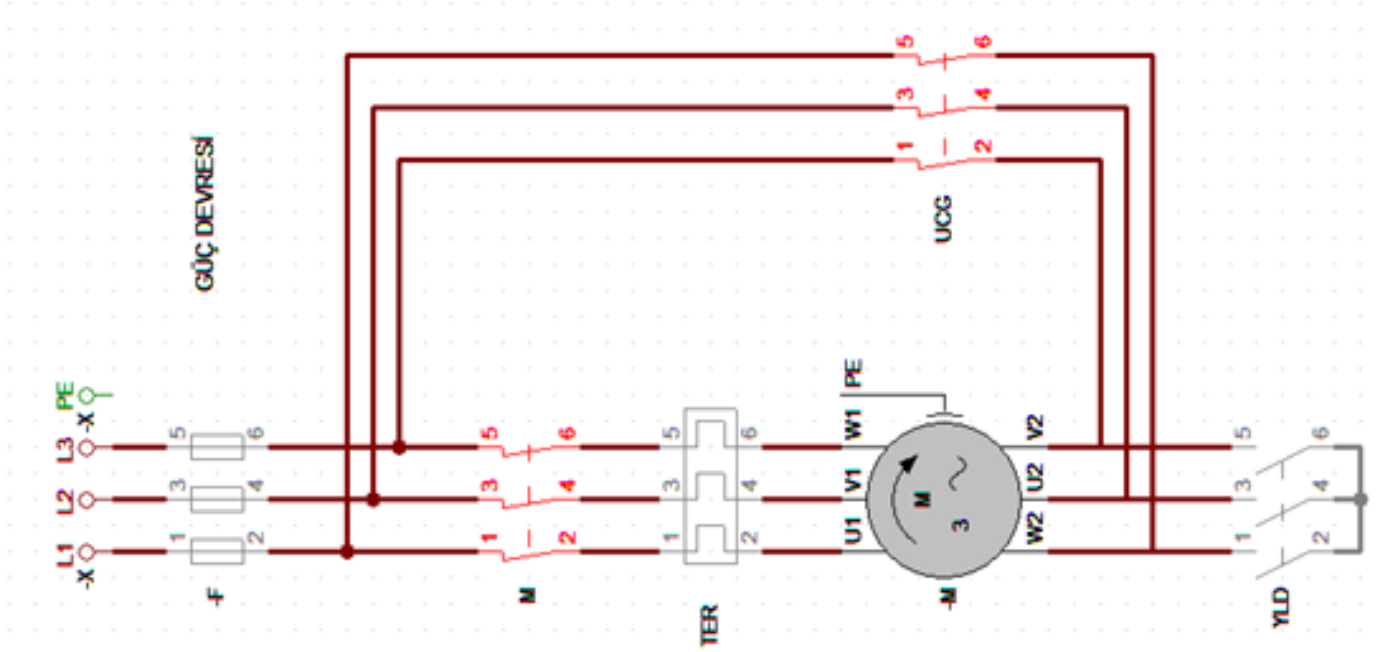 GÜÇ DEVRESİ
5 6
3 4
1 2
UCG
PE
-X
L3 5 6 5 6 5 6 W1 PE V2 5 6
L2 3 4 3 4 3 4 V1 M U2 3 4
L1 1 2 1 2 1 2 U1 3 ~ W2 1 2
-X
-F M TER -M YLD